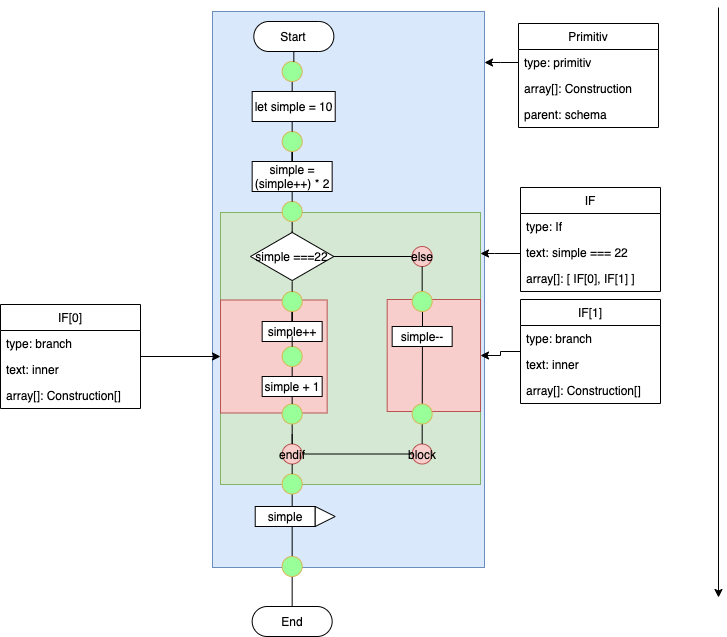 Start
let simple = 10
simple =
(simple++) * 2
simple ===22
else
simple++
simple--
simple + 1
endif
block
simple
End
Primitiv
type: primitiv
array[]: Construction
parent: schema
IF
type: If
text: simple === 22
array[]: [ IF[0], IF[1] ]
IF[0]
type: branch
text: inner
array[]: Construction[]
IF[1]
type: branch
text: inner
array[]: Construction[]